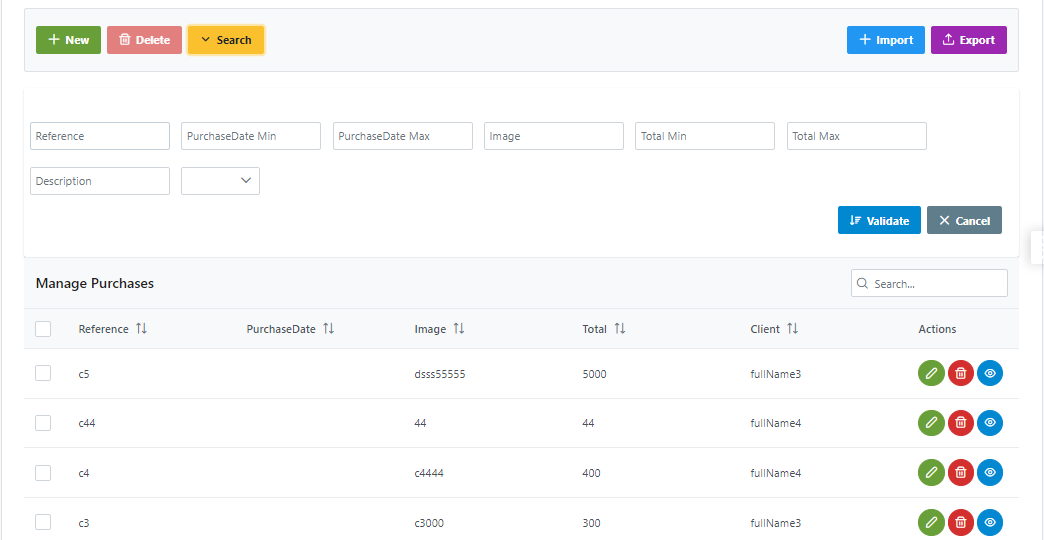 New Delete Search Import Export
Reference PurchaseDate Min PurchaseDate Max Image Total Min Total Max
Description
Validate Cancel
Manage Purchases Search...
Reference PurchaseDate Image Total Client Actions
c5 dsss55555 5000 fullName3
c44 44 44 fullName4
c4 c4444 400 fullName4
c3 c3000 300 fullName3